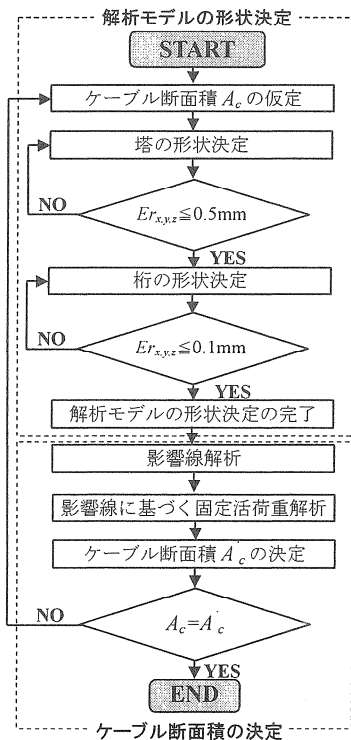 解析モデルの形状決定
START
ケーブル断面積 Acの仮定
塔の形状決定
Erx,y,z≦0.5mm
NO
YES
桁の形状決定
Erx,y,z≦0.1mm
NO
YES
解析モデルの形状決定の完了
影響線解析
影響線に基づく固定活荷重解析
ケーブル断面積 A'cの決定
Ac=A'c
NO
YES
END
ケーブル断面積の決定